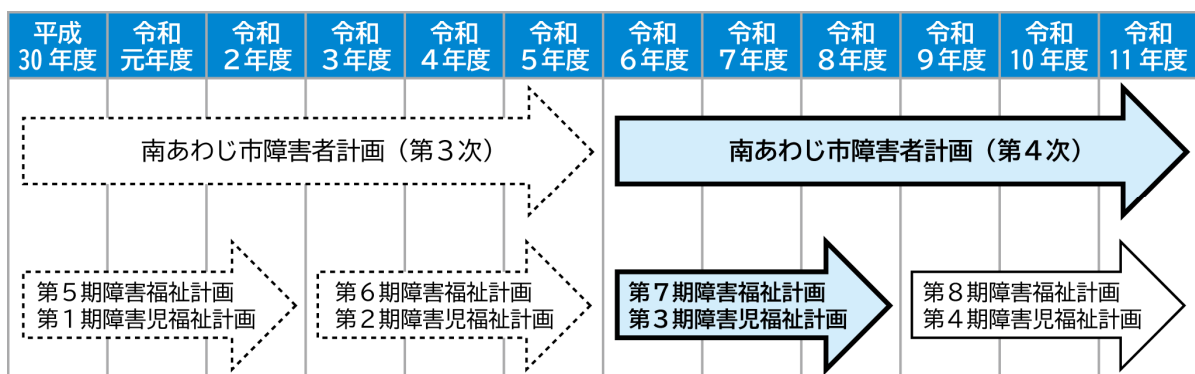 平成
30年度
令和
元年度
令和
２年度
令和
３年度
令和
４年度
令和
５年度
令和
６年度
令和
７年度
令和
８年度
令和
９年度
令和
10年度
令和
11年度
南あわじ市障害者計画（第３次）
南あわじ市障害者計画（第４次）
第５期障害福祉計画
第１期障害児福祉計画
第６期障害福祉計画
第２期障害児福祉計画
第７期障害福祉計画
第３期障害児福祉計画
第８期障害福祉計画
第４期障害児福祉計画